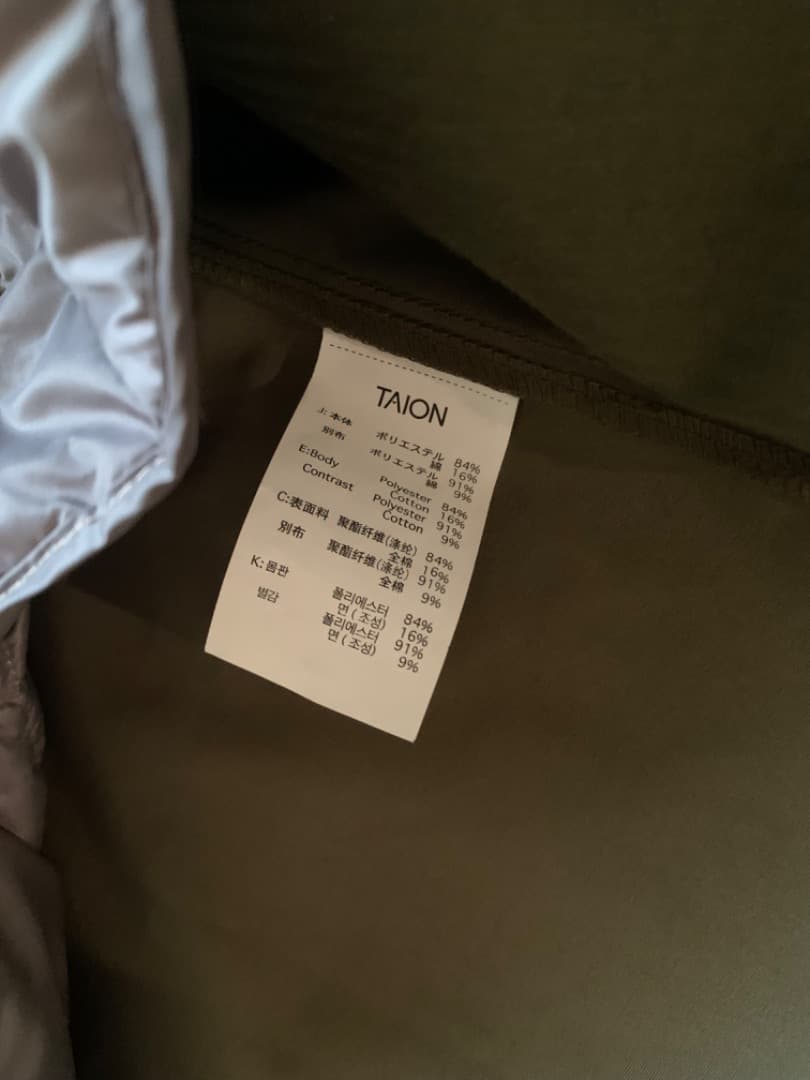 TAION
J:本体 ポリエステル 84%
綿 16%
別布 ポリエステル 91%
綿 9%
E:Body Polyester 84%
Cotton 16%
Contrast Polyester 91%
Cotton 9%
C:表面料 聚酯纤维(涤纶) 84%
全棉 16%
別布 聚酯纤维(涤纶) 91%
全棉 9%
K:몸판 폴리에스터 84%
면 (조성) 16%
별감 폴리에스터 91%
면 (조성) 9%